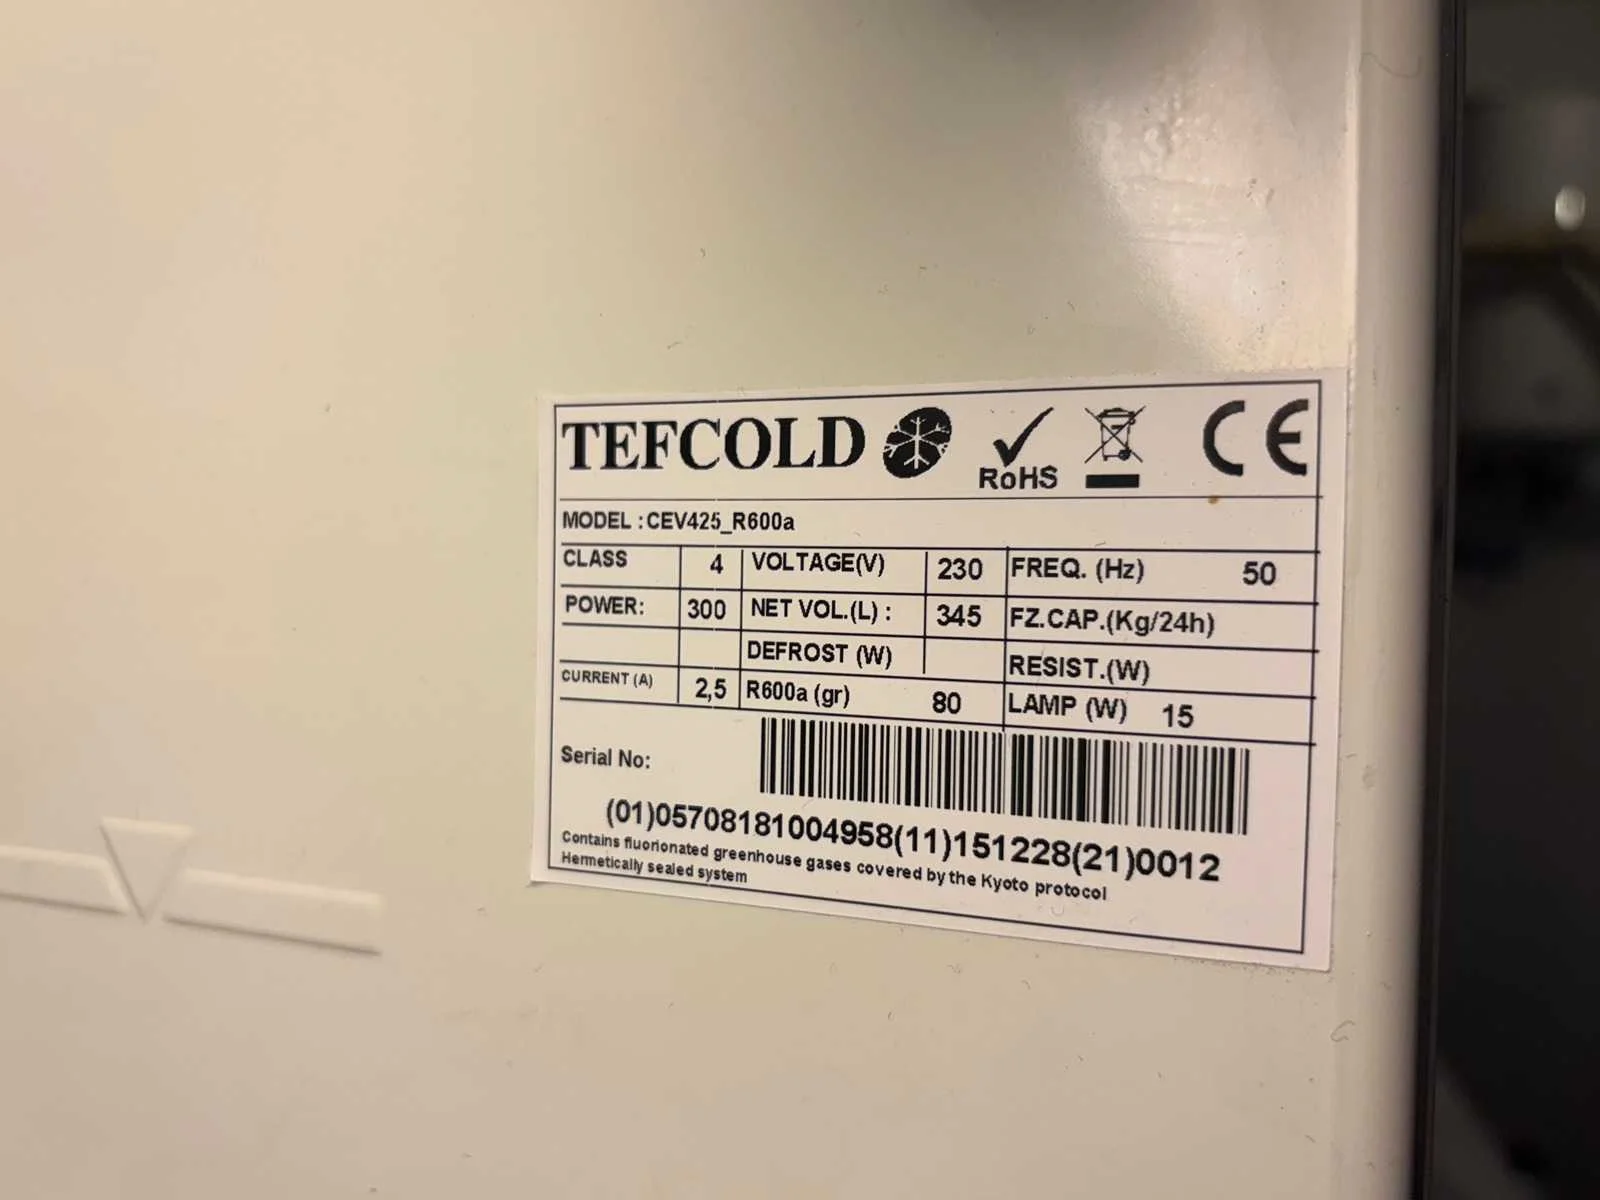 TEFCOLD RoHS CE
MODEL :CEV425_R600a
CLASS 4 VOLTAGE(V) 230 FREQ. (Hz) 50
POWER: 300 NET VOL.(L) : 345 FZ.CAP.(Kg/24h)
DEFROST (W) RESIST.(W)
CURRENT (A) 2,5 R600a (gr) 80 LAMP (W) 15
Serial No:
(01)05708181004958(11)151228(21)0012
Contains fluorionated greenhouse gases covered by the Kyoto protocol
Hermetically sealed system